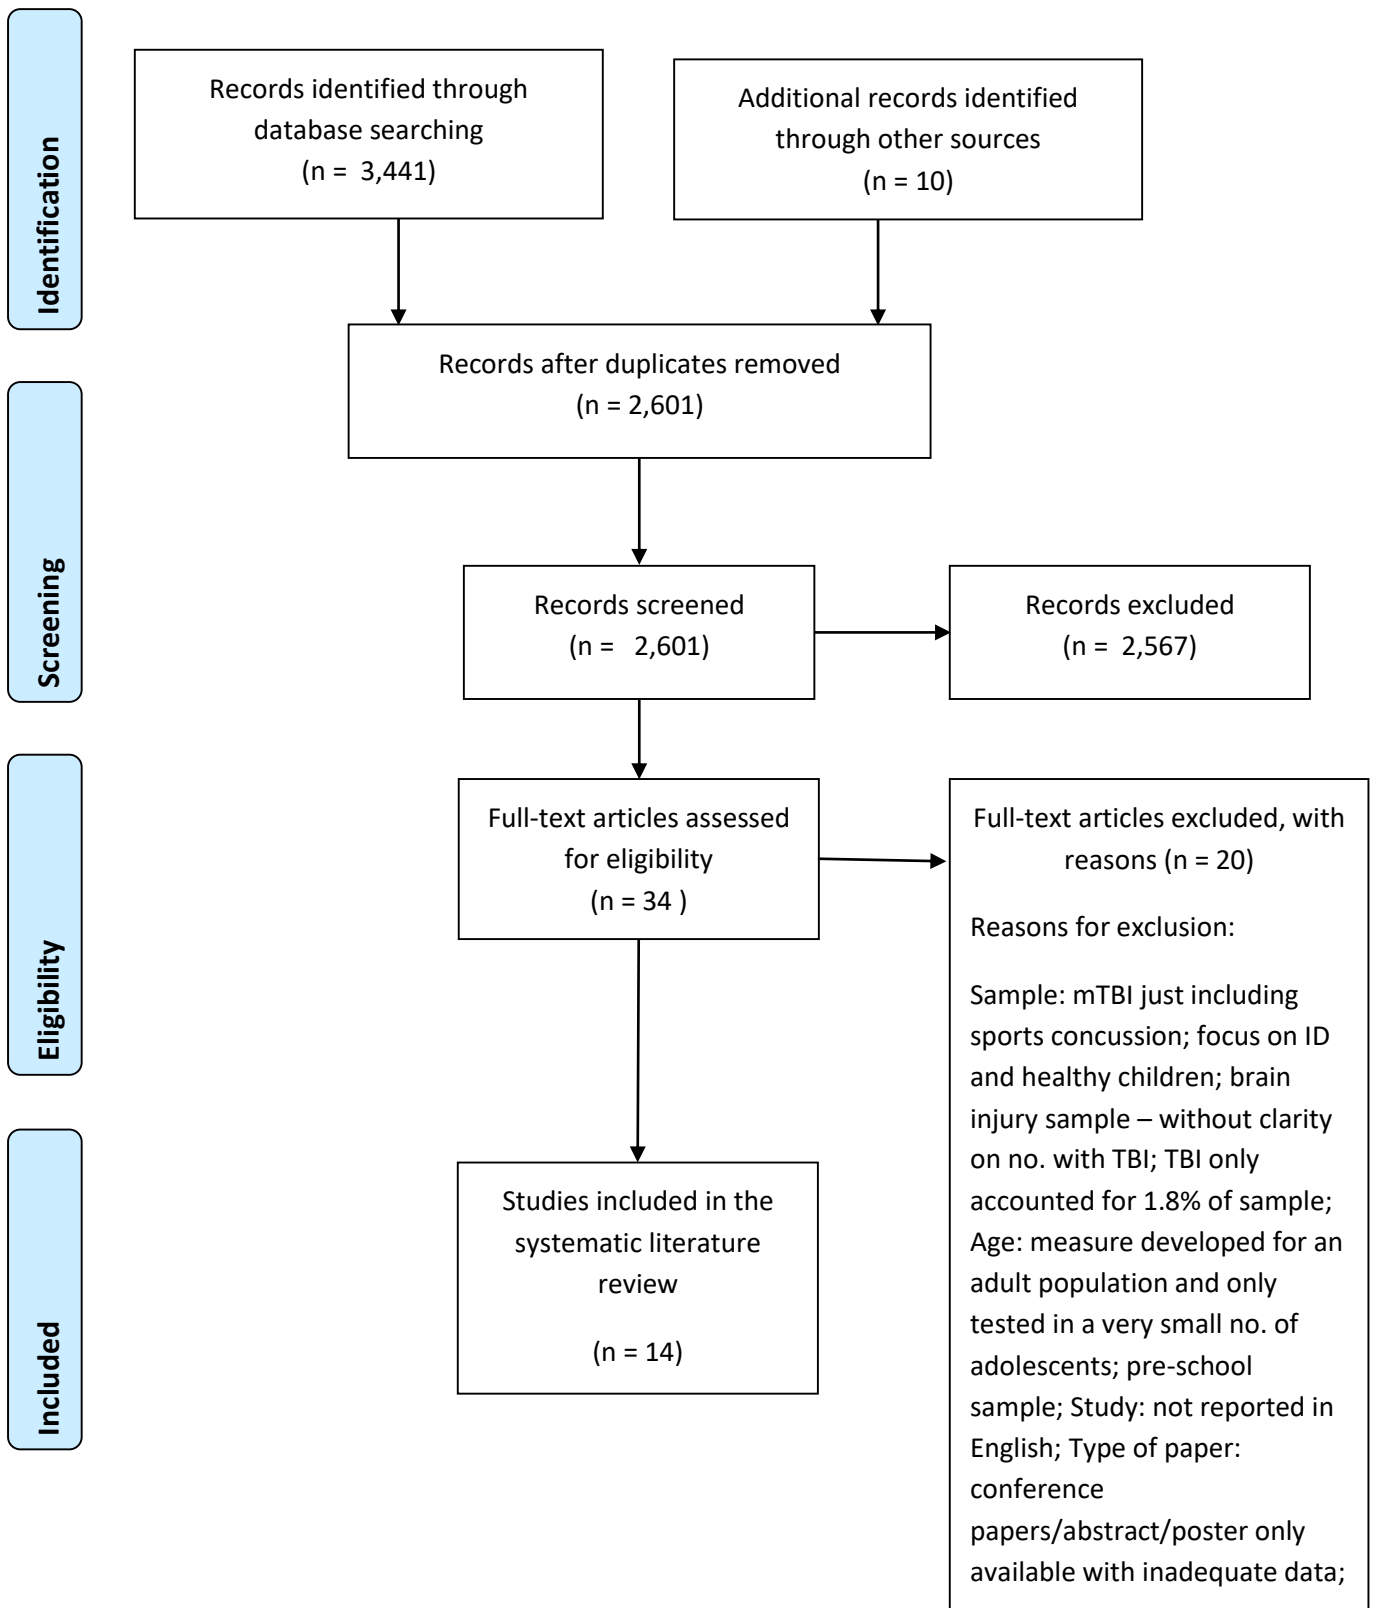 Identification
Records identified through
database searching
(n = 3,441)
Additional records identified
through other sources
(n = 10)
Records after duplicates removed
(n = 2,601)
Screening
Records screened
(n = 2,601)
Records excluded
(n = 2,567)
Eligibility
Full-text articles assessed
for eligibility
(n = 34 )
Full-text articles excluded, with
reasons (n = 20)
Reasons for exclusion:
Sample: mTBI just including
sports concussion; focus on ID
and healthy children; brain
injury sample – without clarity
on no. with TBI; TBI only
accounted for 1.8% of sample;
Age: measure developed for an
adult population and only
tested in a very small no. of
adolescents; pre-school
sample; Study: not reported in
English; Type of paper:
conference
papers/abstract/poster only
available with inadequate data;
Included
Studies included in the
systematic literature
review
(n = 14)